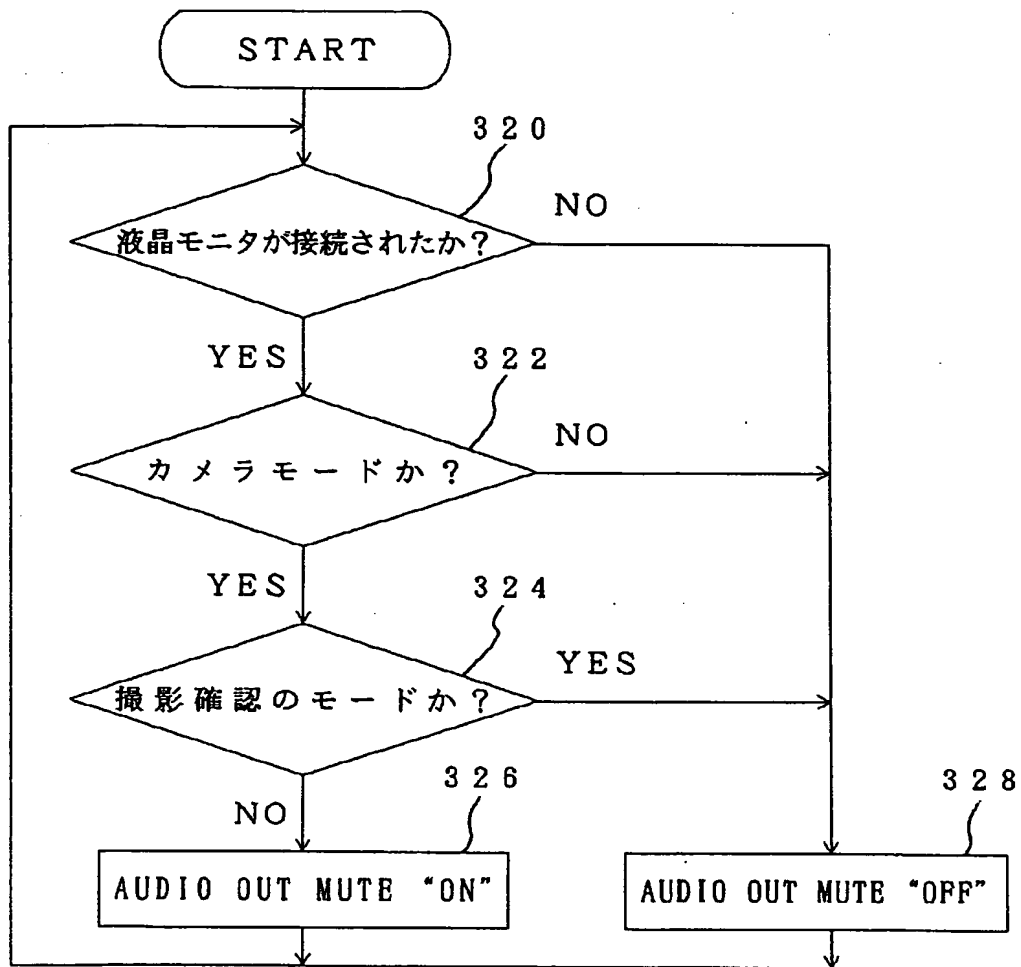 START
320
液晶モニタが接続されたか?
NO
YES
322
カメラモードか?
NO
YES
324
撮影確認のモードか?
YES
NO
326
AUDIO OUT MUTE “ON”
328
AUDIO OUT MUTE “OFF”